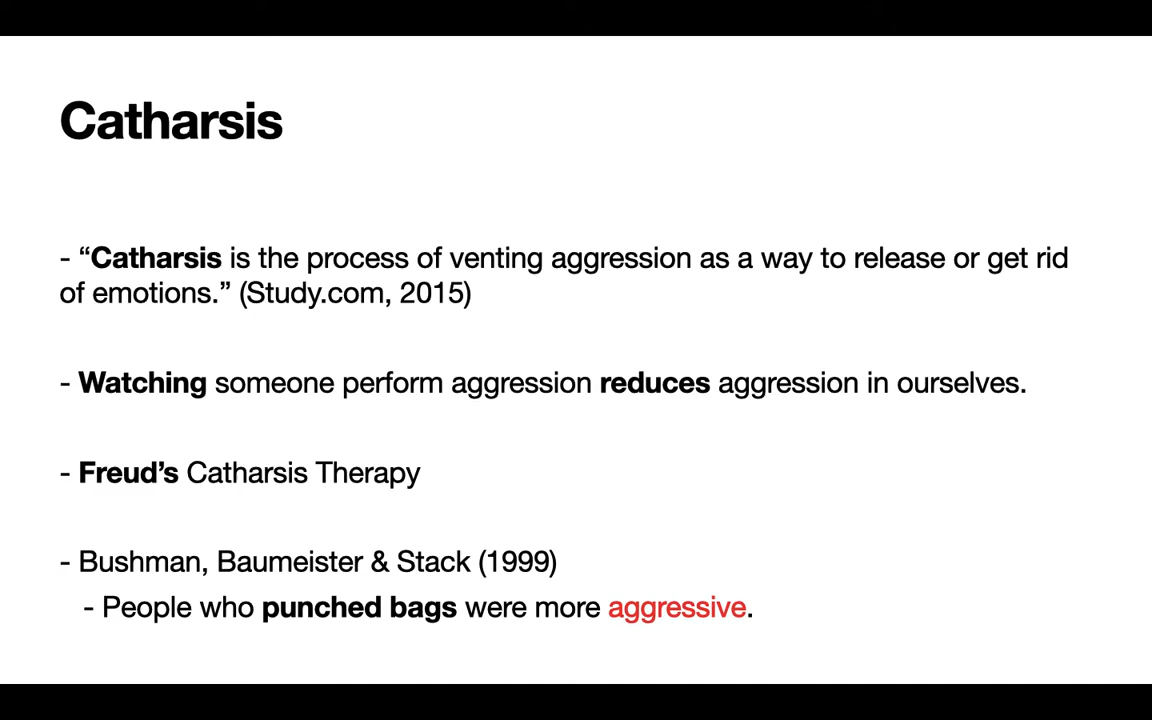 Catharsis
- “Catharsis is the process of venting aggression as a way to release or get rid
of emotions.” (Study.com, 2015)
- Watching someone perform aggression reduces aggression in ourselves.
- Freud’s Catharsis Therapy
- Bushman, Baumeister & Stack (1999)
- People who punched bags were more aggressive.